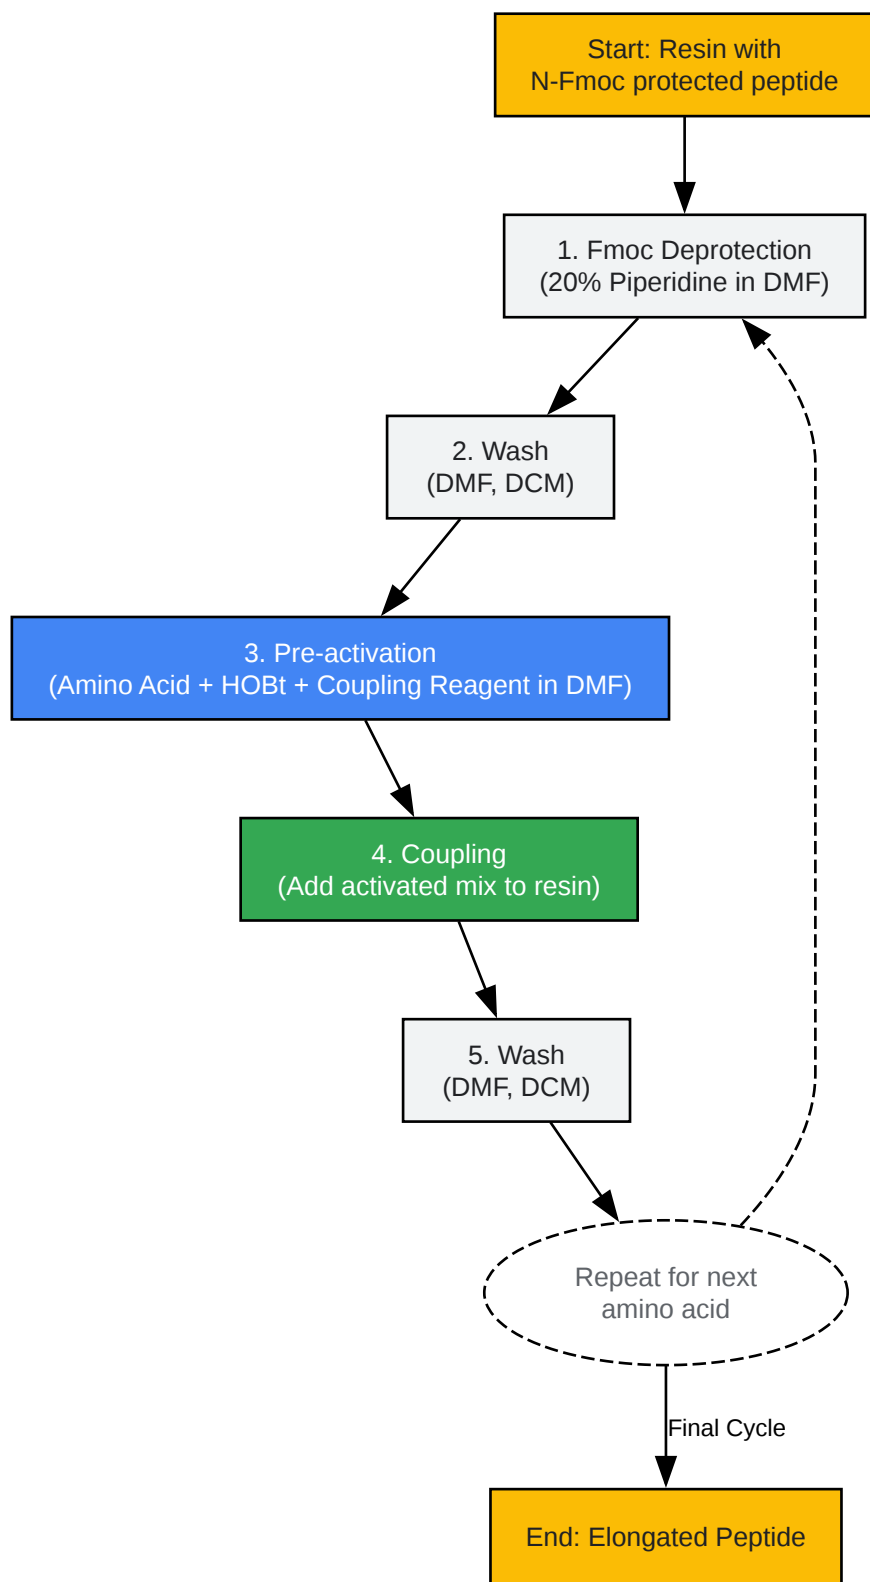 Start: Resin with
N-Fmoc protected peptide
1. Fmoc Deprotection
(20% Piperidine in DMF)
2. Wash
(DMF, DCM)
3. Pre-activation
(Amino Acid + HOBt + Coupling Reagent in DMF)
4. Coupling
(Add activated mix to resin)
5. Wash
(DMF, DCM)
Repeat for next
amino acid
Final Cycle
End: Elongated Peptide